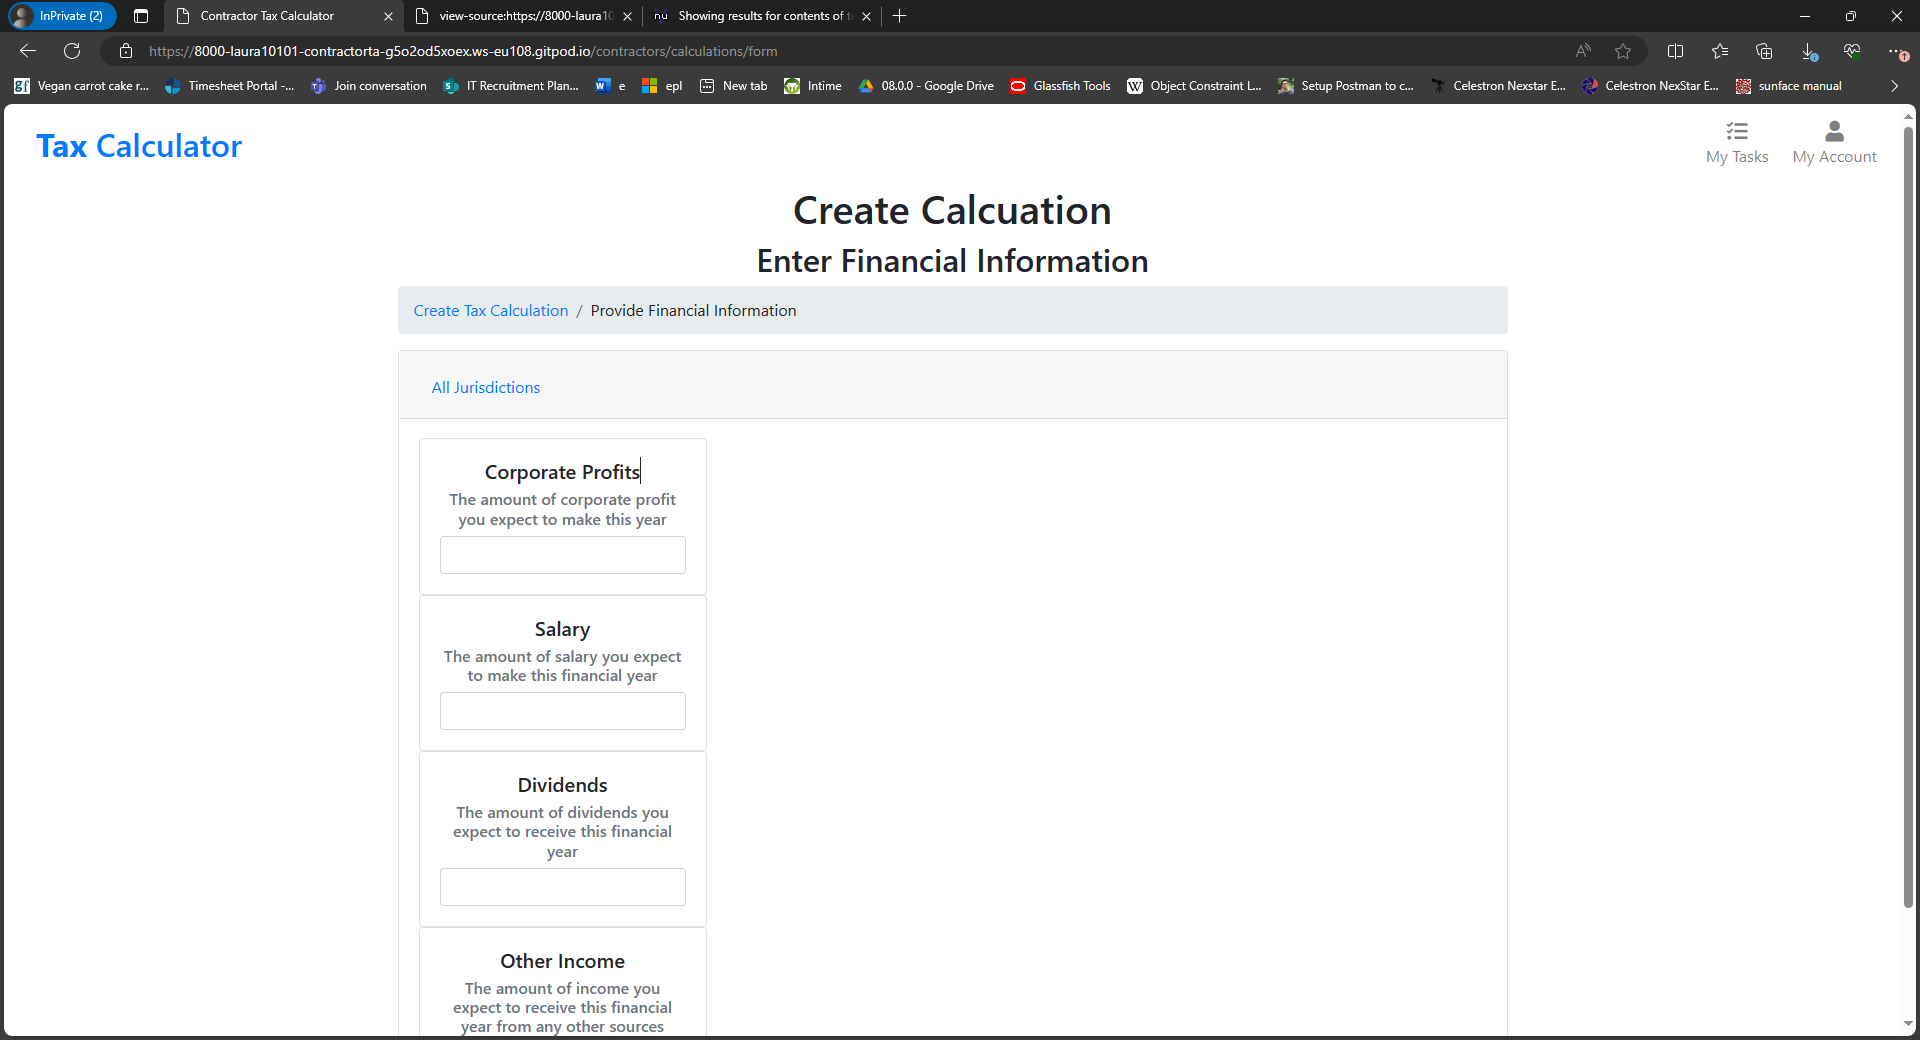 InPrivate (2)
Contractor Tax Calculator
view-source:https://8000-laura10
nu
Showing results for contents of t
https://8000-laura10101-contractorta-g5o2od5xoex.ws-eu108.gitpod.io/contractors/calculations/form
gf Vegan carrot cake r...
Timesheet Portal -...
Join conversation
IT Recruitment Plan...
e
epl
New tab
Intime
08.0.0 - Google Drive
Glassfish Tools
W Object Constraint L...
Setup Postman to c...
Celestron Nexstar E...
Celestron NexStar E...
sunface manual
Tax Calculator
My Tasks
My Account
Create Calcuation
Enter Financial Information
Create Tax Calculation / Provide Financial Information
All Jurisdictions
Corporate Profits
The amount of corporate profit
you expect to make this year
Salary
The amount of salary you expect
to make this financial year
Dividends
The amount of dividends you
expect to receive this financial
year
Other Income
The amount of income you
expect to receive this financial
year from any other sources